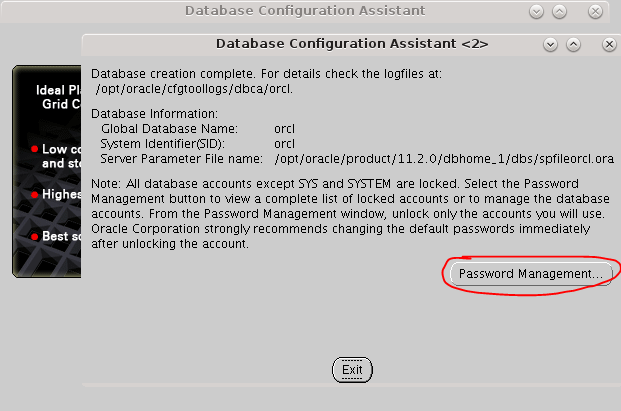 Database Configuration Assistant
Database Configuration Assistant <2>
Ideal Pla
Grid C
Low co
and sto
Highes
Best so
Database creation complete. For details check the logfiles at:
/opt/oracle/cfgtoollogs/dbca/orcl.
Database Information:
Global Database Name: orcl
System Identifier(SID): orcl
Server Parameter File name: /opt/oracle/product/11.2.0/dbhome_1/dbs/spfileorcl.ora
Note: All database accounts except SYS and SYSTEM are locked. Select the Password
Management button to view a complete list of locked accounts or to manage the database
accounts. From the Password Management window, unlock only the accounts you will use.
Oracle Corporation strongly recommends changing the default passwords immediately
after unlocking the account.
Password Management...
Exit